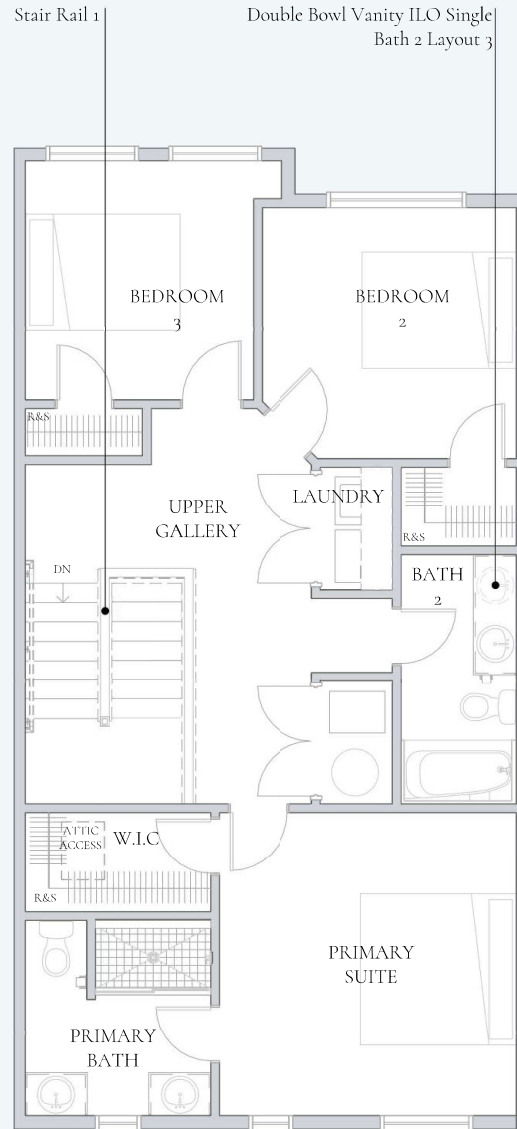 Stair Rail 1
Double Bowl Vanity ILO Single
Bath 2 Layout 3
BEDROOM
3
BEDROOM
2
R&S
UPPER
GALLERY
LAUNDRY
R&S
DN
BATH
2
ATTIC
ACCESS
W.I.C
R&S
PRIMARY
SUITE
PRIMARY
BATH